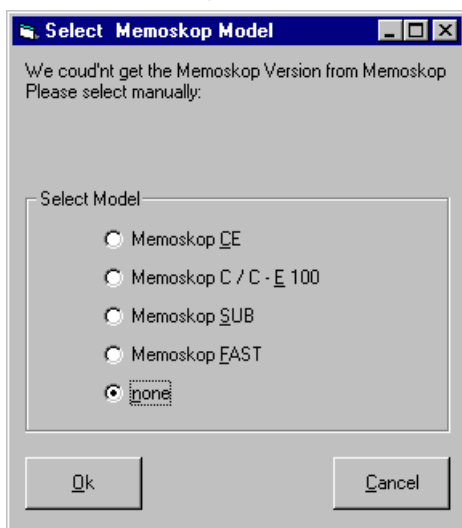 Select Memoskop Model
We coud'nt get the Memoskop Version from Memoskop
Please select manually:
Select Model
Memoskop CE
Memoskop C / C - E 100
Memoskop SUB
Memoskop FAST
none
Ok
Cancel